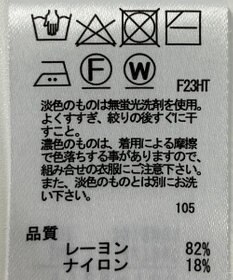 F
W
F23HT
淡色のものは無蛍光洗剤を使用。
よくすすぎ、絞りの後すぐに干
すこと。
濃色のものは、着用による摩擦
で色落ちする事がありますので、
組み合せの衣服にご注意下さい。
また、淡色のものとは別にお洗
い下さい。
105
品質
レーヨン 82%
ナイロン 18%